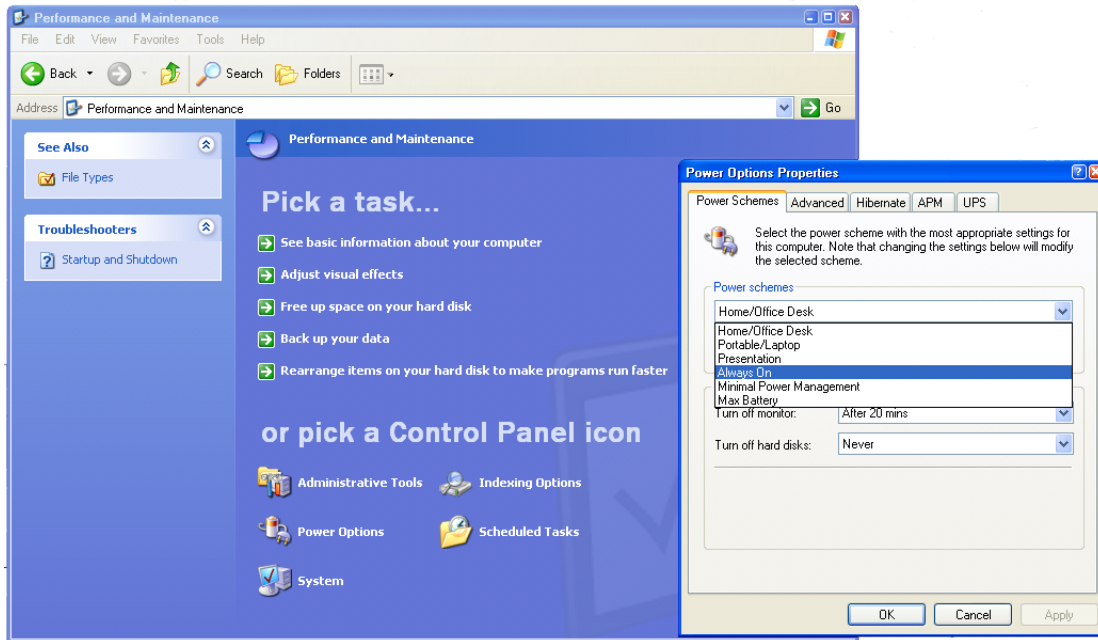 Performance and Maintenance
File Edit View Favorites Tools Help
Back Search Folders
Address Performance and Maintenance Go
See Also
File Types
Troubleshooters
Startup and Shutdown
Performance and Maintenance
Pick a task...
See basic information about your computer
Adjust visual effects
Free up space on your hard disk
Back up your data
Rearrange items on your hard disk to make programs run faster
or pick a Control Panel icon
Administrative Tools Indexing Options
Power Options Scheduled Tasks
System
Power Options Properties
Power Schemes Advanced Hibernate APM UPS
Select the power scheme with the most appropriate settings for
this computer. Note that changing the settings below will modify
the selected scheme.
Power schemes
Home/Office Desk
Home/Office Desk
Portable/Laptop
Presentation
Always On
Minimal Power Management
Max Battery
Turn off monitor: After 20 mins
Turn off hard disks: Never
OK Cancel Apply